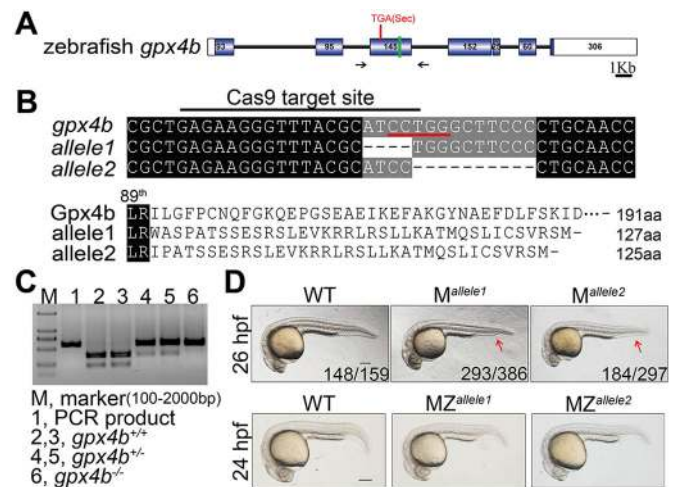 A
TGA(Sec)
zebrafish gpx4b
93 95 145 152 60 306
1Kb
B
Cas9 target site
gpx4b CGCTGAGAAGGGTTTACGCATCCTGGGCTTCCCCTGCAACC
allele1 CGCTGAGAAGGGTTTACGC----TGGGCTTCCCCTGCAACC
allele2 CGCTGAGAAGGGTTTACGCATCC----------CTGCAACC
89th
Gpx4b LRILGFPCNQFGKQEPGSEAEIKEFAKGYNAEFDLFSKID····– 191aa
allele1 LRWASPATSSESRSLEVKRRLRSLLKATMQSLICSVRSM– 127aa
allele2 LRIPATSSESRSLEVKRRLRSLLKATMQSLICSVRSM– 125aa
C
M 1 2 3 4 5 6
M, marker(100-2000bp)
1, PCR product
2,3, gpx4b+/+
4,5, gpx4b+/-
6, gpx4b-/-
D
WT Mallele1 Mallele2
26 hpf
148/159 293/386 184/297
WT MZallele1 MZallele2
24 hpf